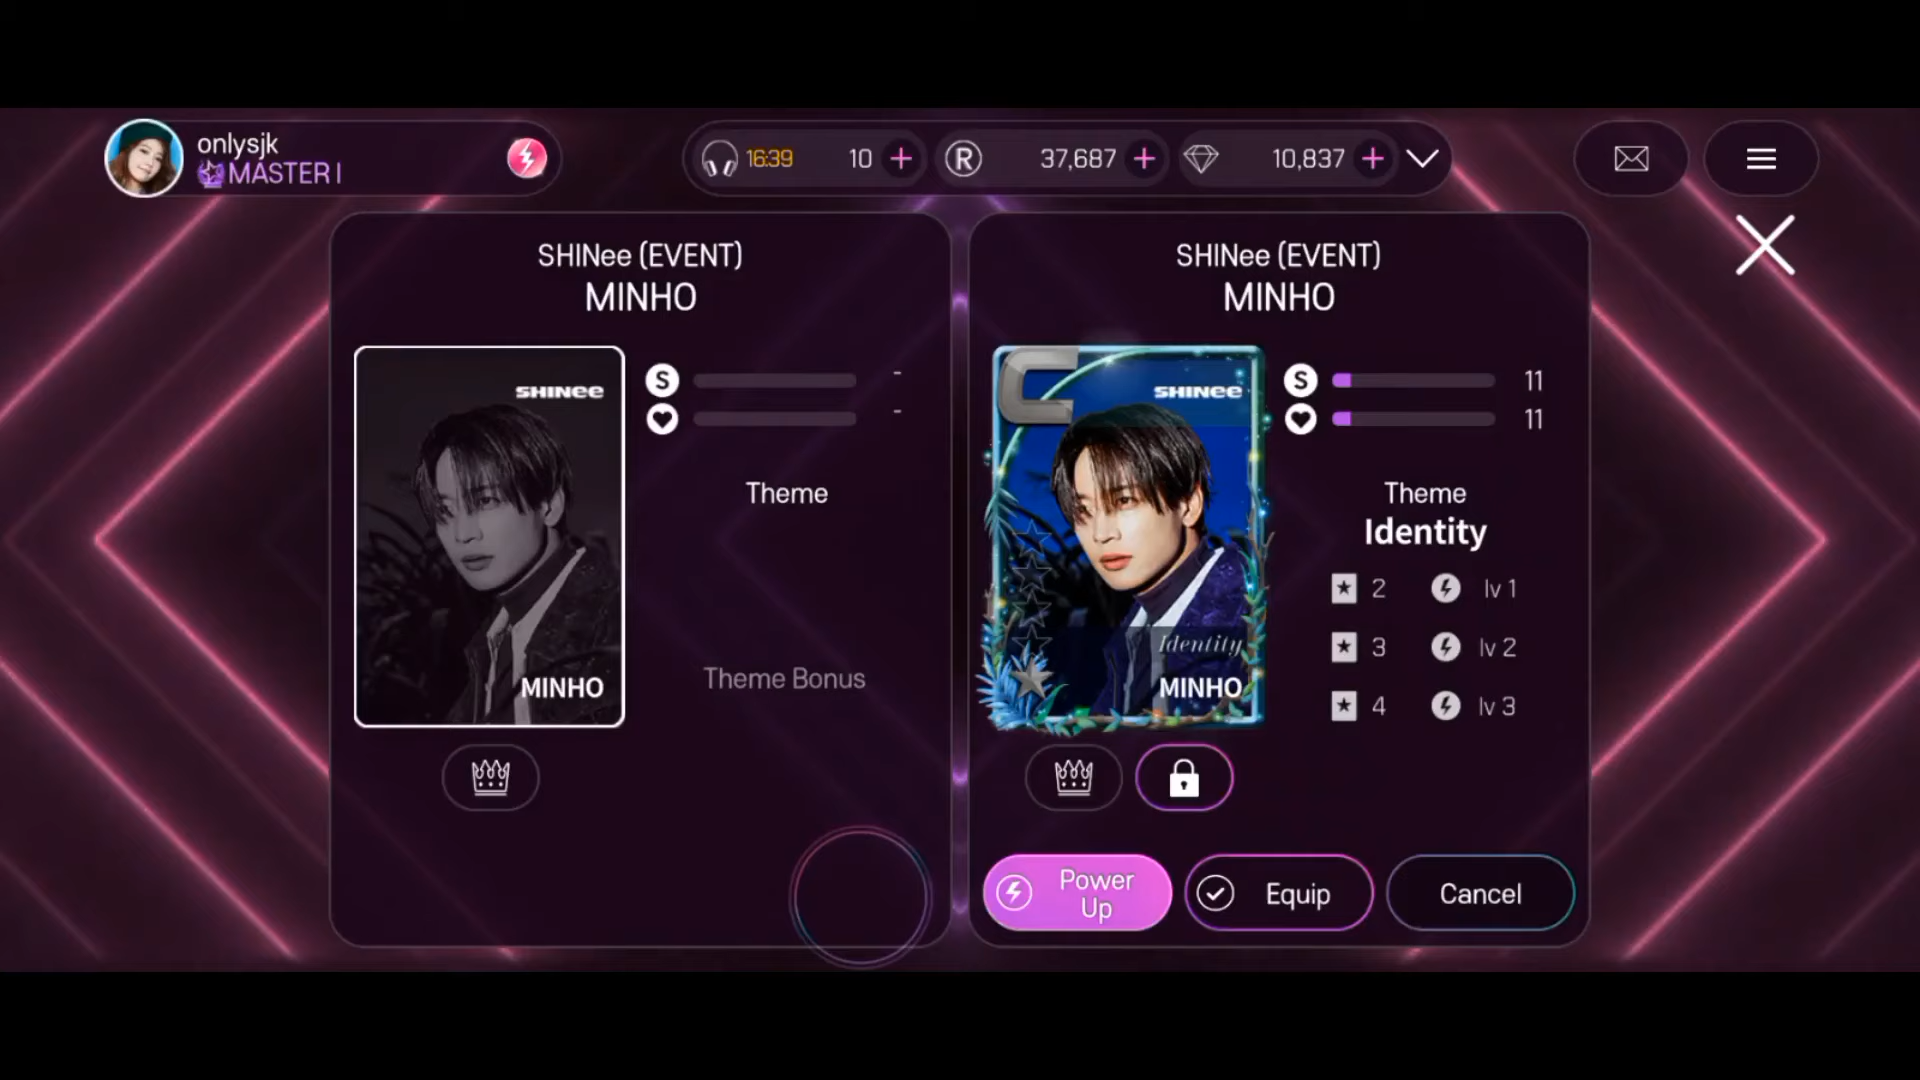 onlysjk
MASTER I
16:39
10
R
37,687
10,837
SHINee (EVENT)
MINHO
SHINee
MINHO
S
-
-
Theme
Theme Bonus
SHINee (EVENT)
MINHO
C
SHINee
Identity
MINHO
S
11
11
Theme
Identity
2 lv 1
3 lv 2
4 lv 3
Power
Up
Equip
Cancel